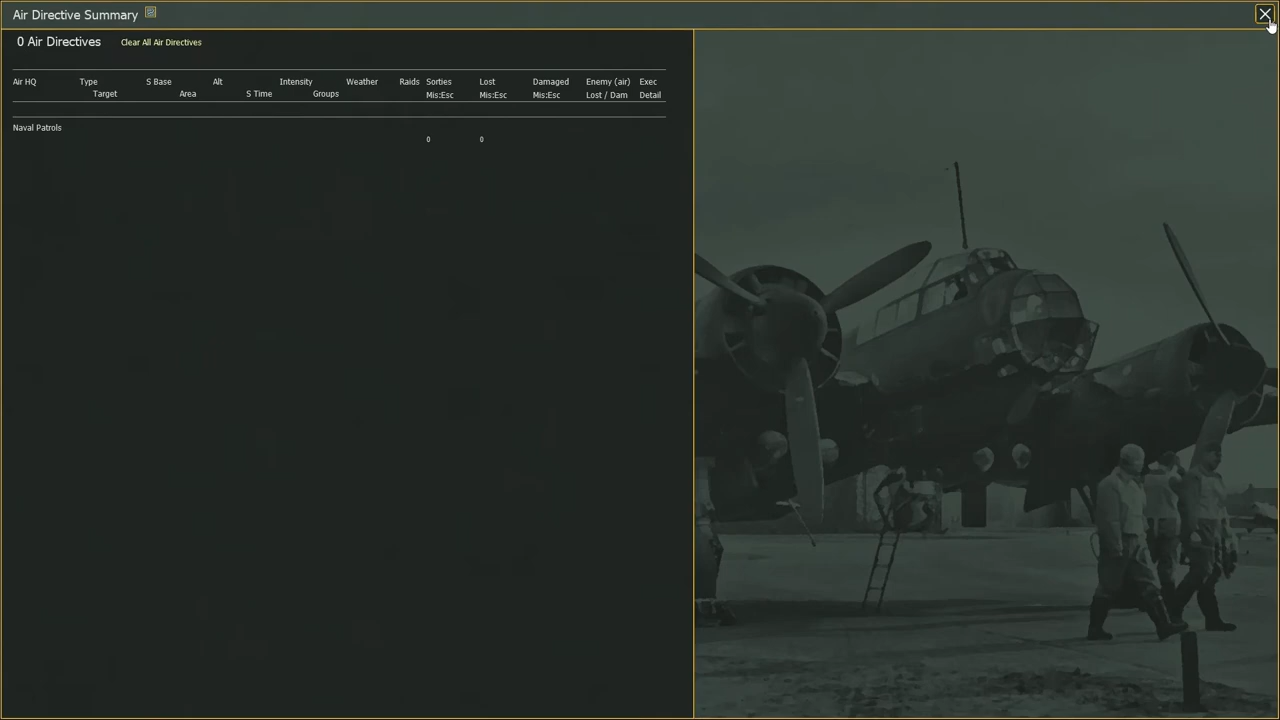 Air Directive Summary
0 Air Directives Clear All Air Directives
Air HQ Type S Base Alt Intensity Weather Raids Sorties Lost Damaged Enemy (air) Exec
Target Area S Time Groups Mis:Esc Mis:Esc Mis:Esc Lost / Dam Detail
Naval Patrols
0 0